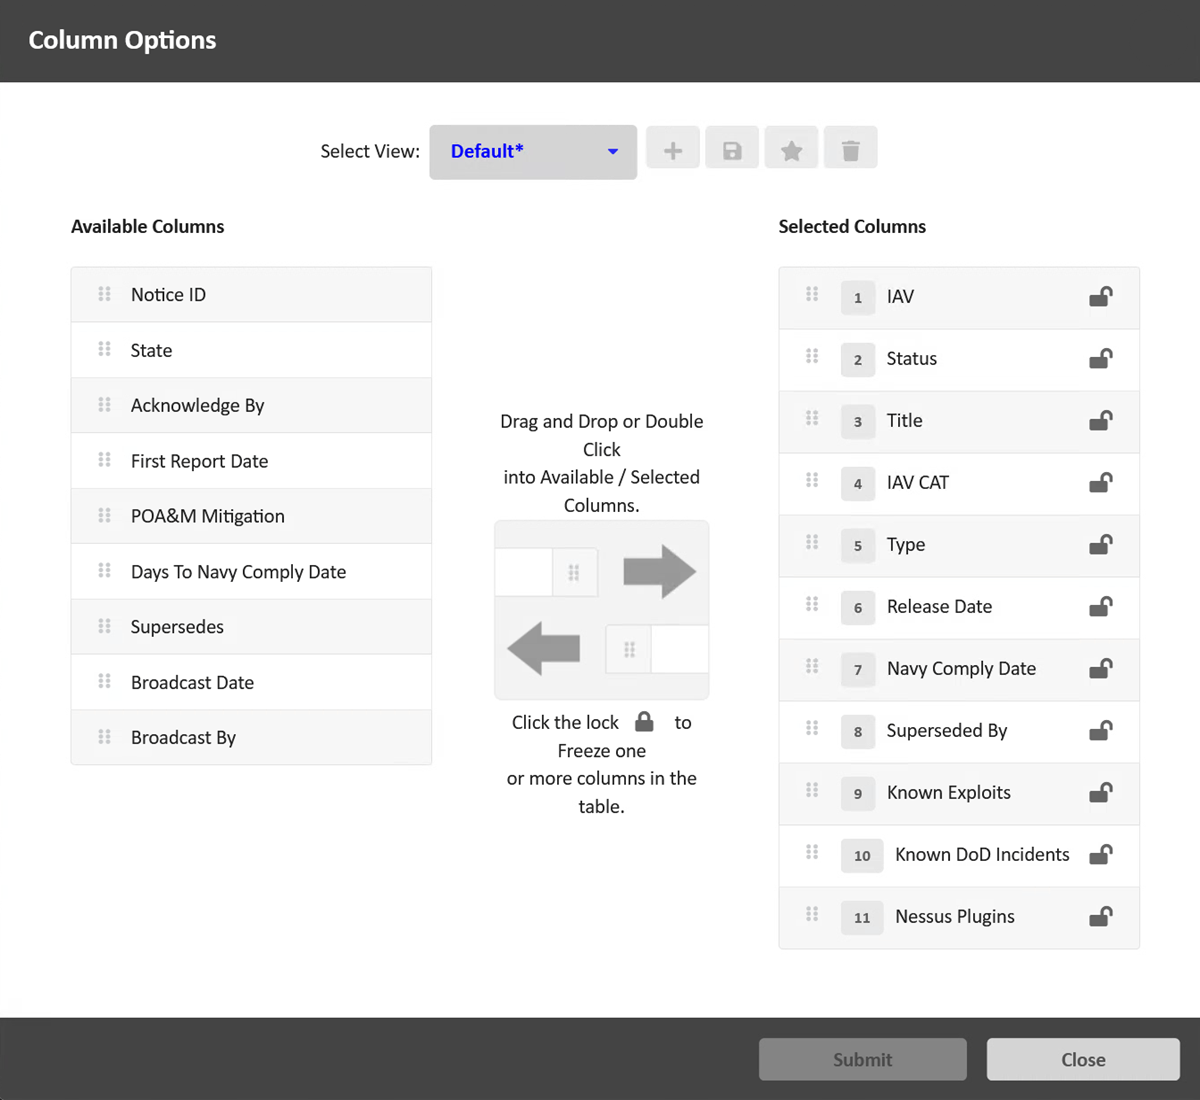 Column Options
Select View: Default*
Available Columns
Notice ID
State
Acknowledge By
First Report Date
POA&M Mitigation
Days To Navy Comply Date
Supersedes
Broadcast Date
Broadcast By
Drag and Drop or Double
Click
into Available / Selected
Columns.
Click the lock to
Freeze one
or more columns in the
table.
Selected Columns
1 IAV
2 Status
3 Title
4 IAV CAT
5 Type
6 Release Date
7 Navy Comply Date
8 Superseded By
9 Known Exploits
10 Known DoD Incidents
11 Nessus Plugins
Submit
Close